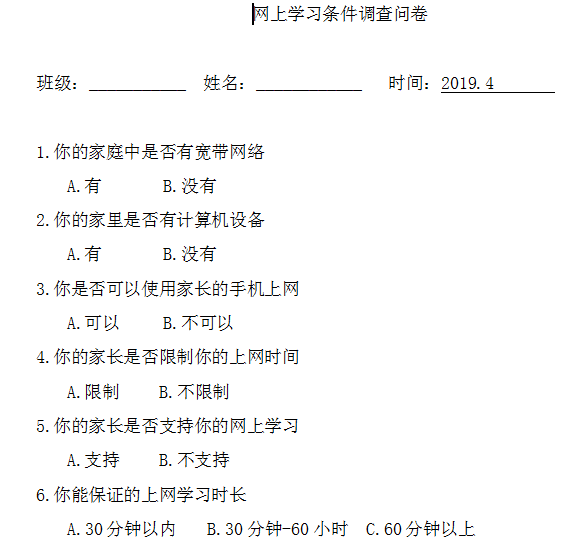 网上学习条件调查问卷
班级：___________ 姓名：____________ 时间：2019.4
1.你的家庭中是否有宽带网络
A.有 B.没有
2.你的家里是否有计算机设备
A.有 B.没有
3.你是否可以使用家长的手机上网
A.可以 B.不可以
4.你的家长是否限制你的上网时间
A.限制 B.不限制
5.你的家长是否支持你的网上学习
A.支持 B.不支持
6.你能保证的上网学习时长
A.30分钟以内 B.30分钟-60小时 C.60分钟以上